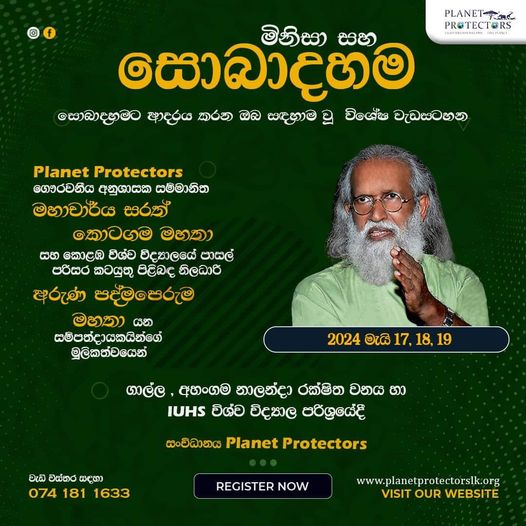 PLANET
PROTECTORS
මිනිසා සහ
සොබාදහම
සොබාදහමට ආදරය කරන ඔබ සඳහාම වූ විශේෂ වැඩසටහන
Planet Protectors
ගෞරවනීය අනුශාසක සම්මානිත
මහාචාර්ය සරත්
කොටගම මහතා
සහ කොළඹ විශ්ව විද්‍යාලයේ පාසල්
පරිසර කටයුතු පිළිබඳ නිලධාරී
අරුණ පද්මපෙරුම
මහතා යන
සම්පත්දායකයින්ගේ
මූලිකත්වයෙන්
2024 මැයි 17, 18, 19
ගාල්ල , අහංගම නාලන්දා රක්ෂිත වනය හා
IUHS විශ්ව විද්‍යාල පරිශ්‍රයේදී
සංවිධානය Planet Protectors
වැඩි විස්තර සඳහා
074 181 1633
REGISTER NOW
www.planetprotectorslk.org
VISIT OUR WEBSITE